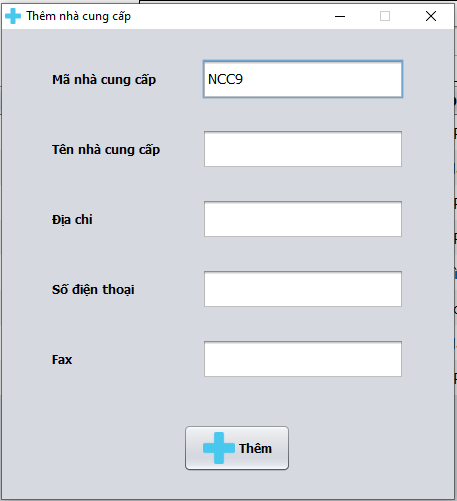 Thêm nhà cung cấp
Mã nhà cung cấp
NCC9
Tên nhà cung cấp
Địa chỉ
Số điện thoại
Fax
Thêm